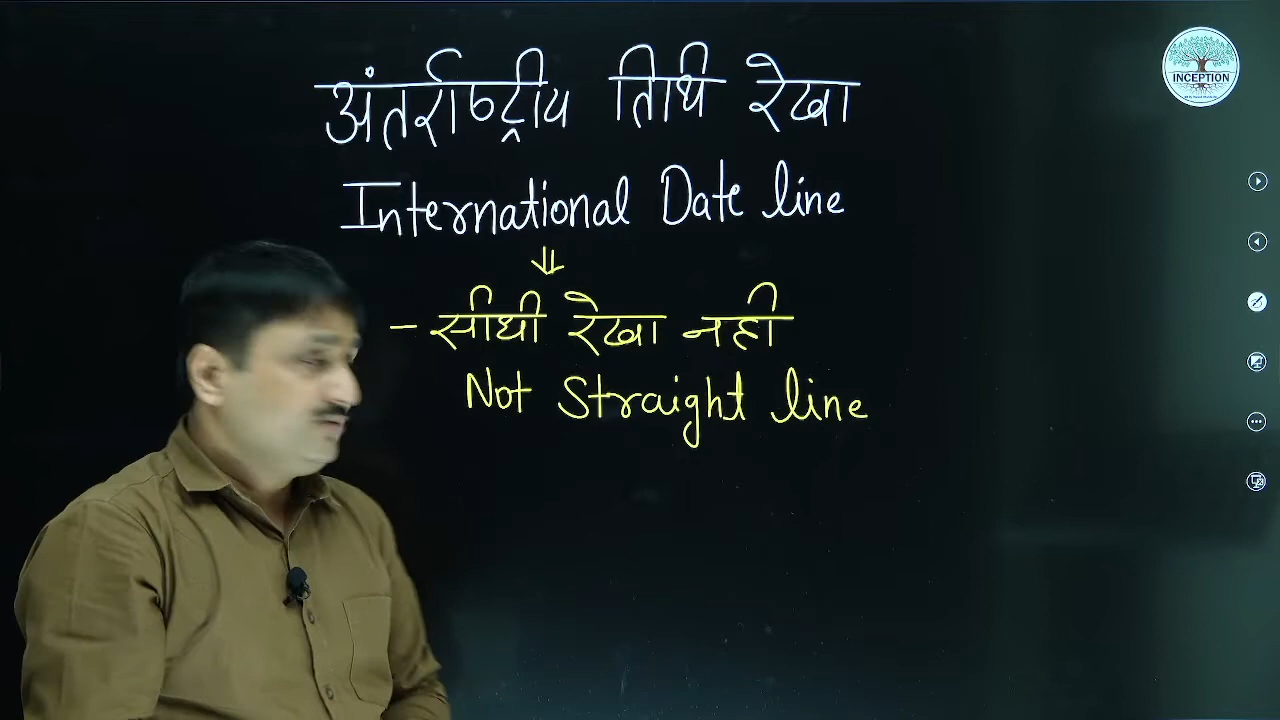 अंतर्राष्ट्रीय तिथि रेखा
International Date line
⇓
- सीधी रेखा नही
Not Straight line
INCEPTION